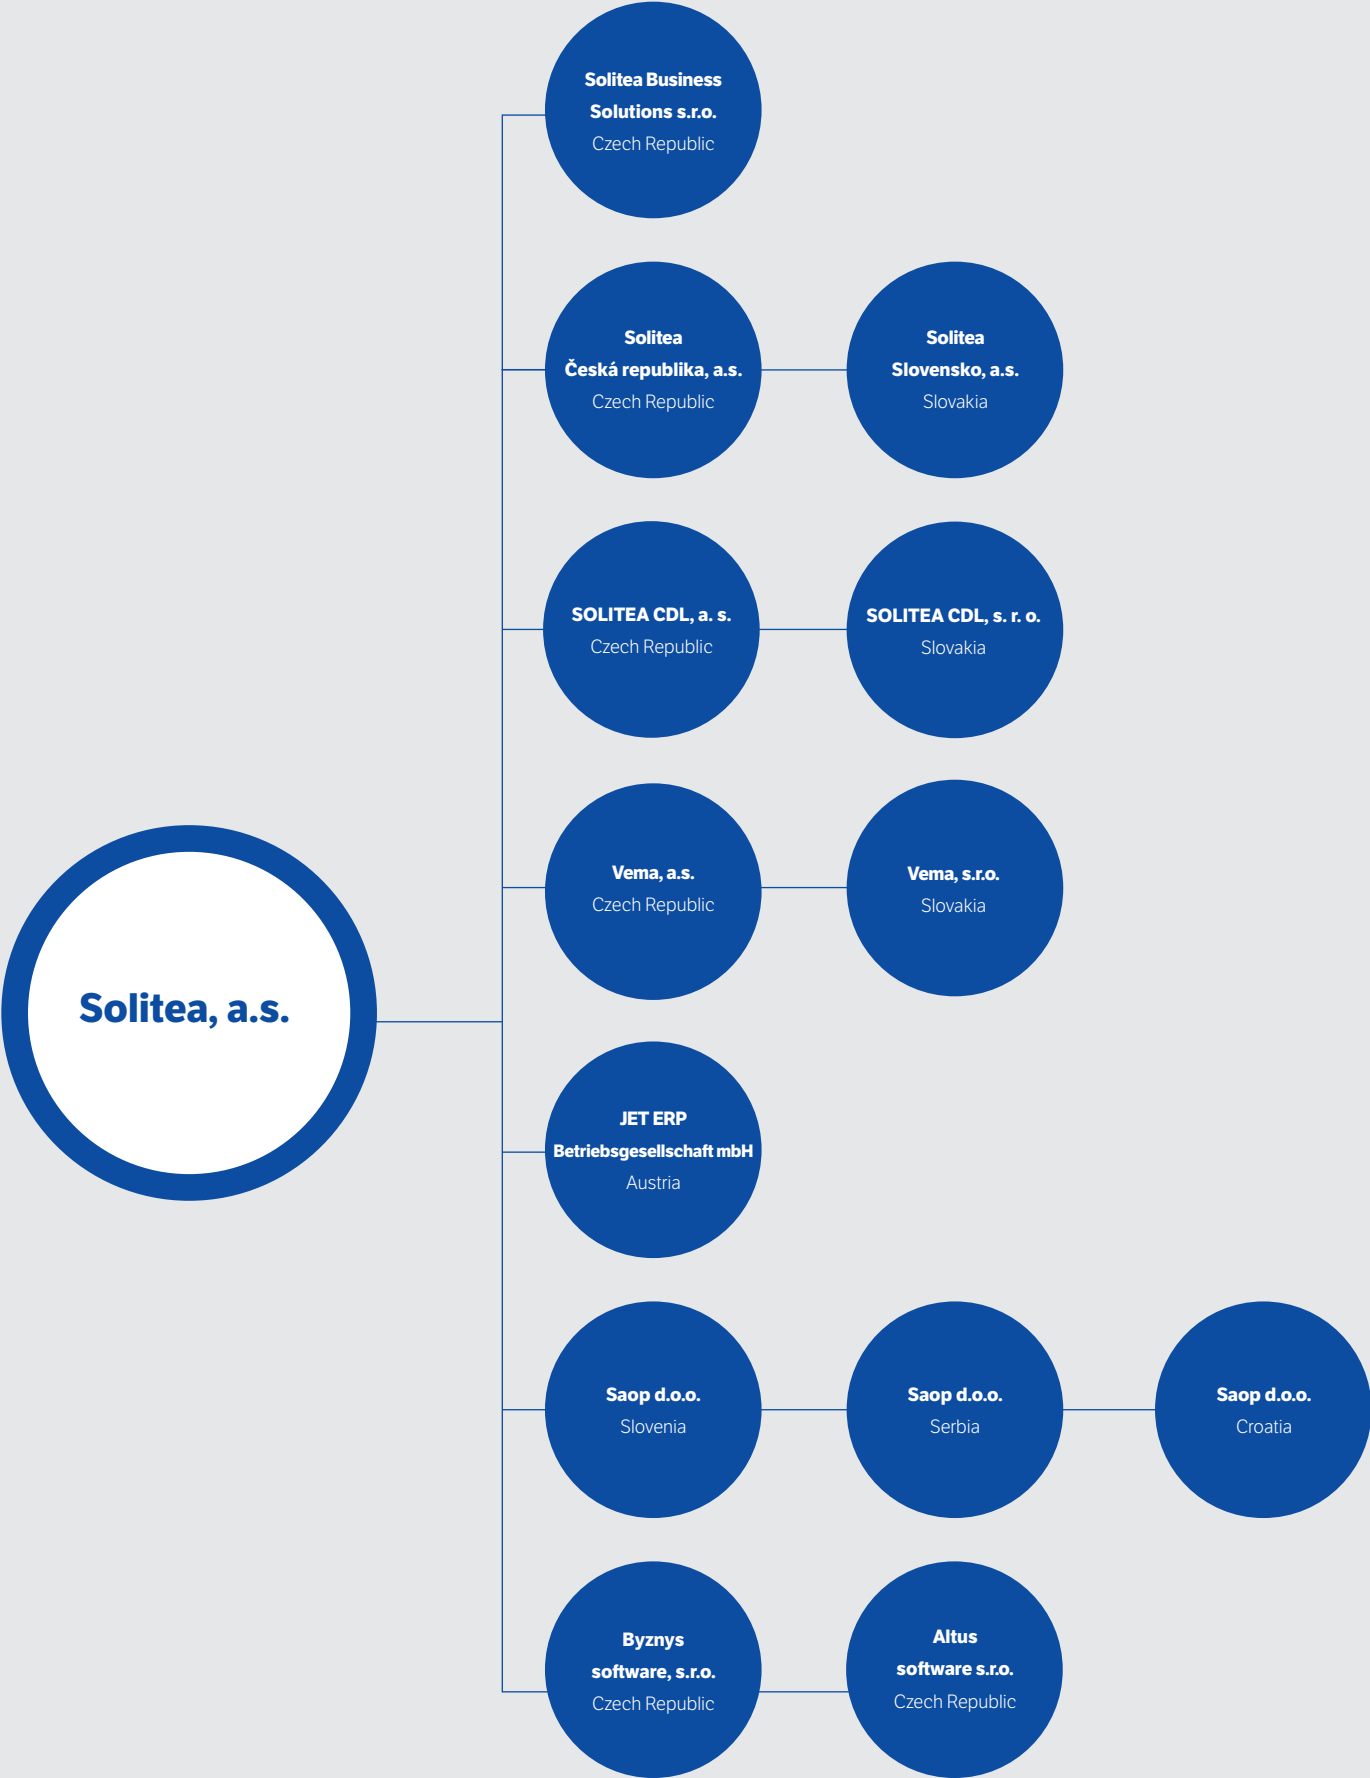 Solitea Business
Solutions s.r.o.
Czech Republic
Solitea
Česká republika, a.s.
Czech Republic
Solitea
Slovensko, a.s.
Slovakia
SOLITEA CDL, a. s.
Czech Republic
SOLITEA CDL, s. r. o.
Slovakia
Vema, a.s.
Czech Republic
Vema, s.r.o.
Slovakia
Solitea, a.s.
JET ERP
Betriebsgesellschaft mbH
Austria
Saop d.o.o.
Slovenia
Saop d.o.o.
Serbia
Saop d.o.o.
Croatia
Byznys
software, s.r.o.
Czech Republic
Altus
software s.r.o.
Czech Republic